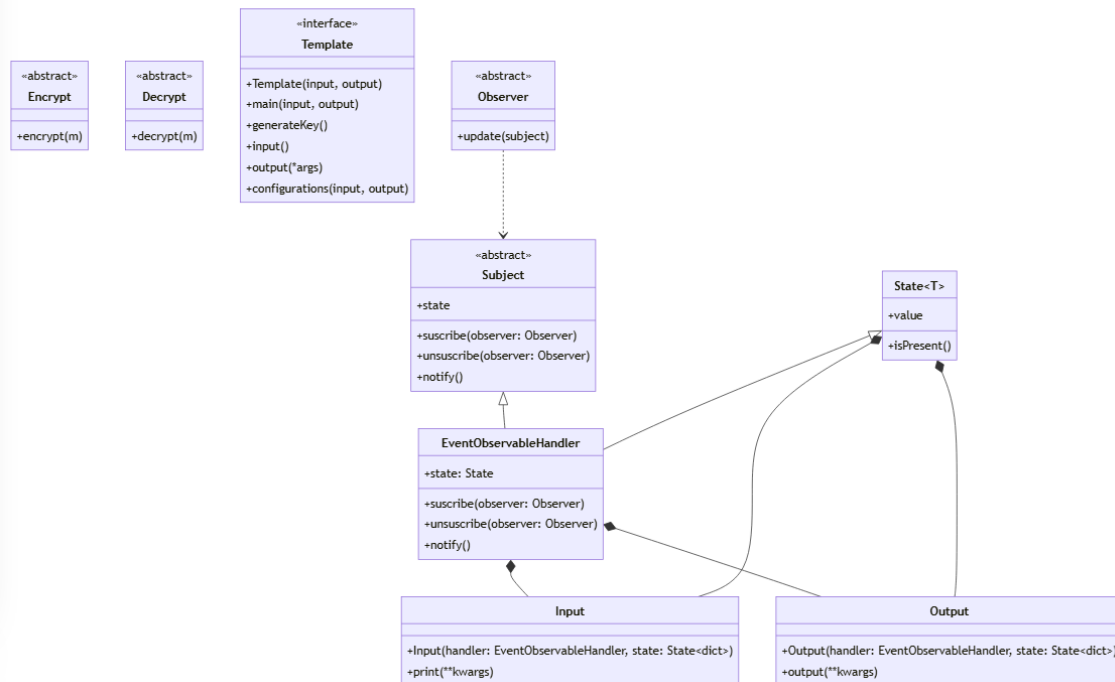 «abstract»
Encrypt
+encrypt(m)
«abstract»
Decrypt
+decrypt(m)
«interface»
Template
+Template(input, output)
+main(input, output)
+generateKey()
+input()
+output(*args)
+configurations(input, output)
«abstract»
Observer
+update(subject)
«abstract»
Subject
+state
+suscribe(observer: Observer)
+unsuscribe(observer: Observer)
+notify()
State<T>
+value
+isPresent()
EventObservableHandler
+state: State
+suscribe(observer: Observer)
+unsuscribe(observer: Observer)
+notify()
Input
+Input(handler: EventObservableHandler, state: State<dict>)
+print(**kwargs)
Output
+Output(handler: EventObservableHandler, state: State<dict>)
+output(**kwargs)